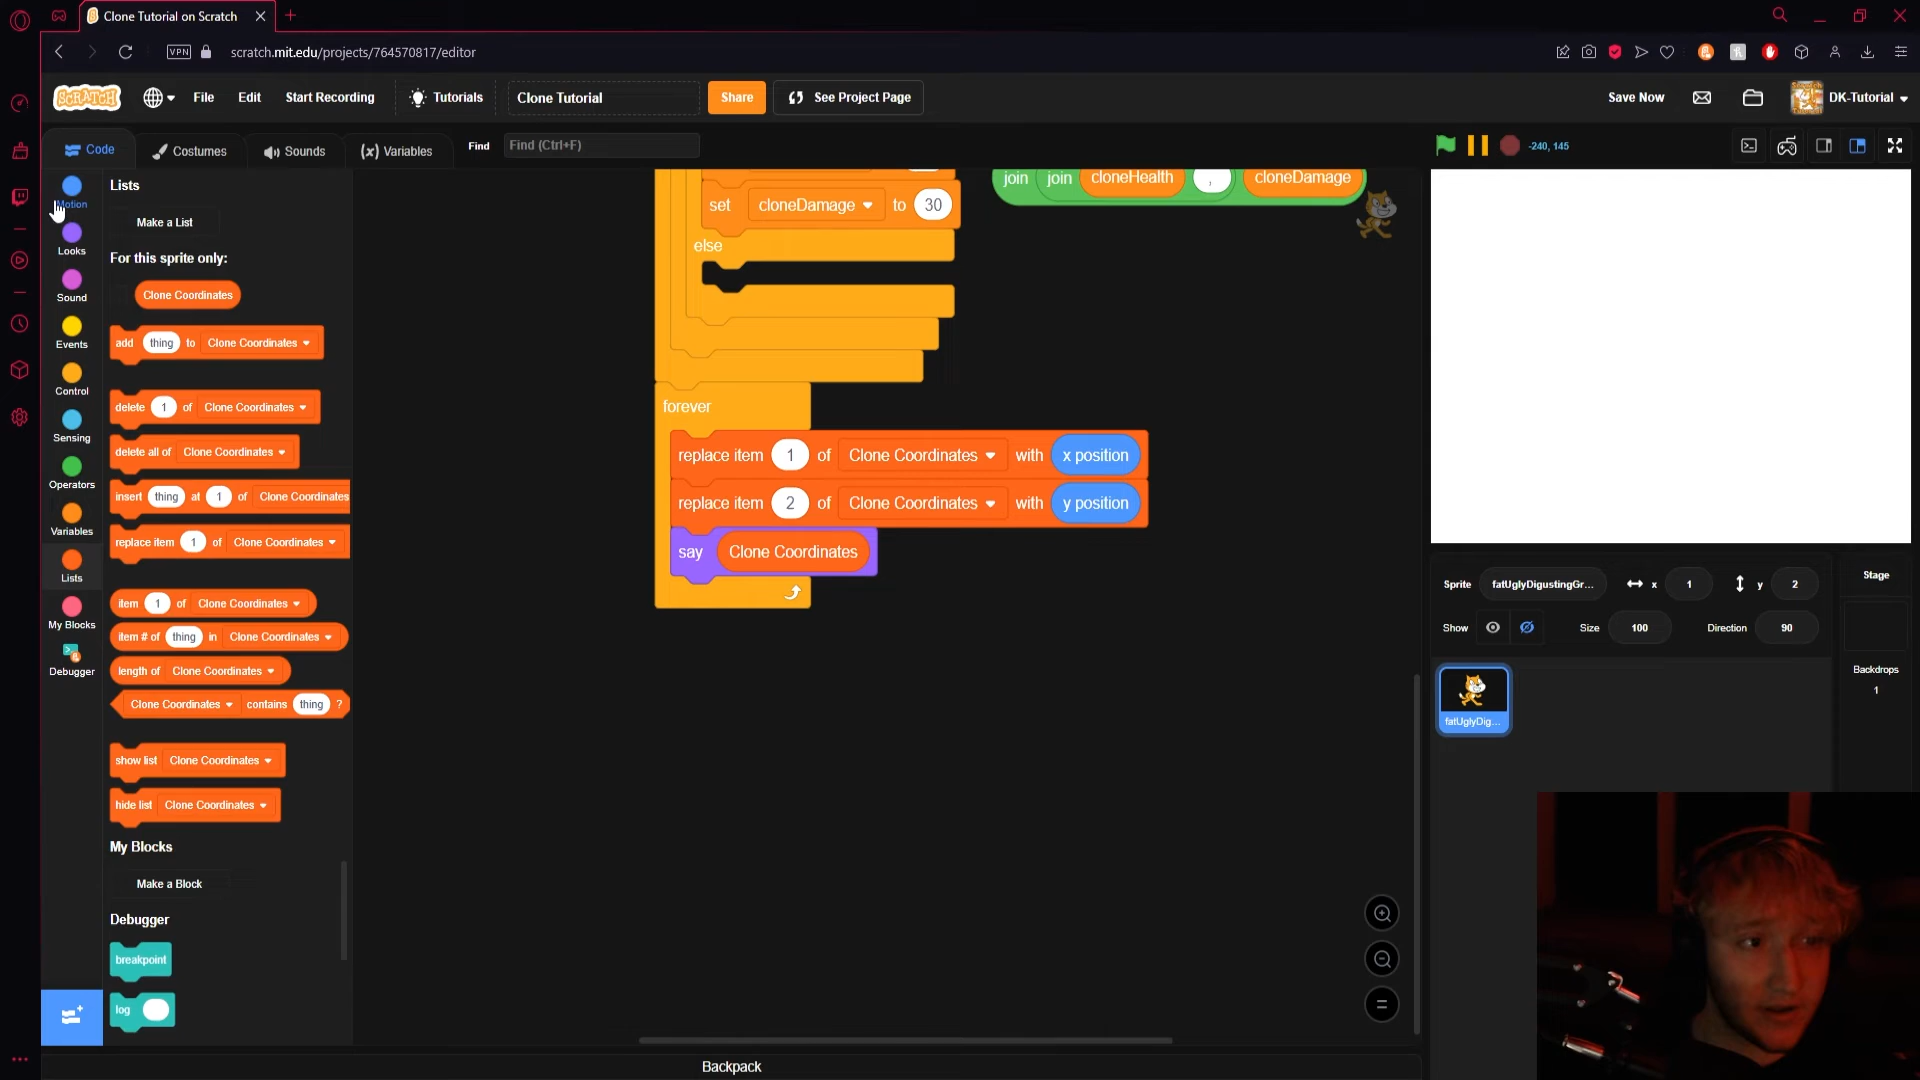 Clone Tutorial on Scratch
VPN
scratch.mit.edu/projects/764570817/editor
SCRATCH
File
Edit
Start Recording
Tutorials
Clone Tutorial
Share
See Project Page
Save Now
DK-Tutorial
Code
Costumes
Sounds
(x) Variables
Find
Find (Ctrl+F)
-240, 145
Motion
Looks
Sound
Events
Control
Sensing
Operators
Variables
Lists
My Blocks
Debugger
Lists
Make a List
For this sprite only:
Clone Coordinates
add thing to Clone Coordinates
delete 1 of Clone Coordinates
delete all of Clone Coordinates
insert thing at 1 of Clone Coordinates
replace item 1 of Clone Coordinates
item 1 of Clone Coordinates
item # of thing in Clone Coordinates
length of Clone Coordinates
Clone Coordinates contains thing ?
show list Clone Coordinates
hide list Clone Coordinates
My Blocks
Make a Block
Debugger
breakpoint
log
join join cloneHealth , cloneDamage
set cloneDamage to 30
else
forever
replace item 1 of Clone Coordinates with x position
replace item 2 of Clone Coordinates with y position
say Clone Coordinates
Backpack
Sprite fatUglyDigustingGr... x 1 y 2
Show Size 100 Direction 90
fatUglyDig...
Stage
Backdrops
1